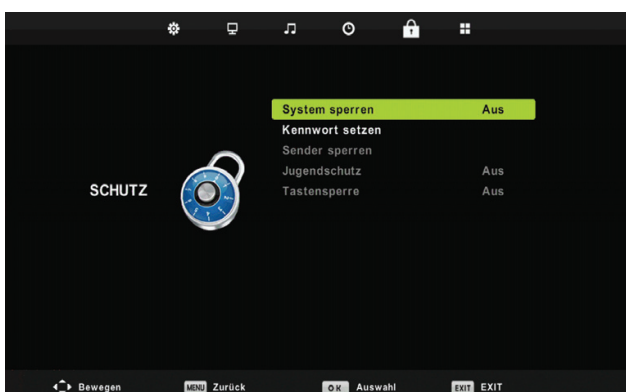 System sperren Aus
Kennwort setzen
Sender sperren
Jugendschutz Aus
SCHUTZ
Tastensperre Aus
Bewegen MENU Zurück OK Auswahl EXIT EXIT